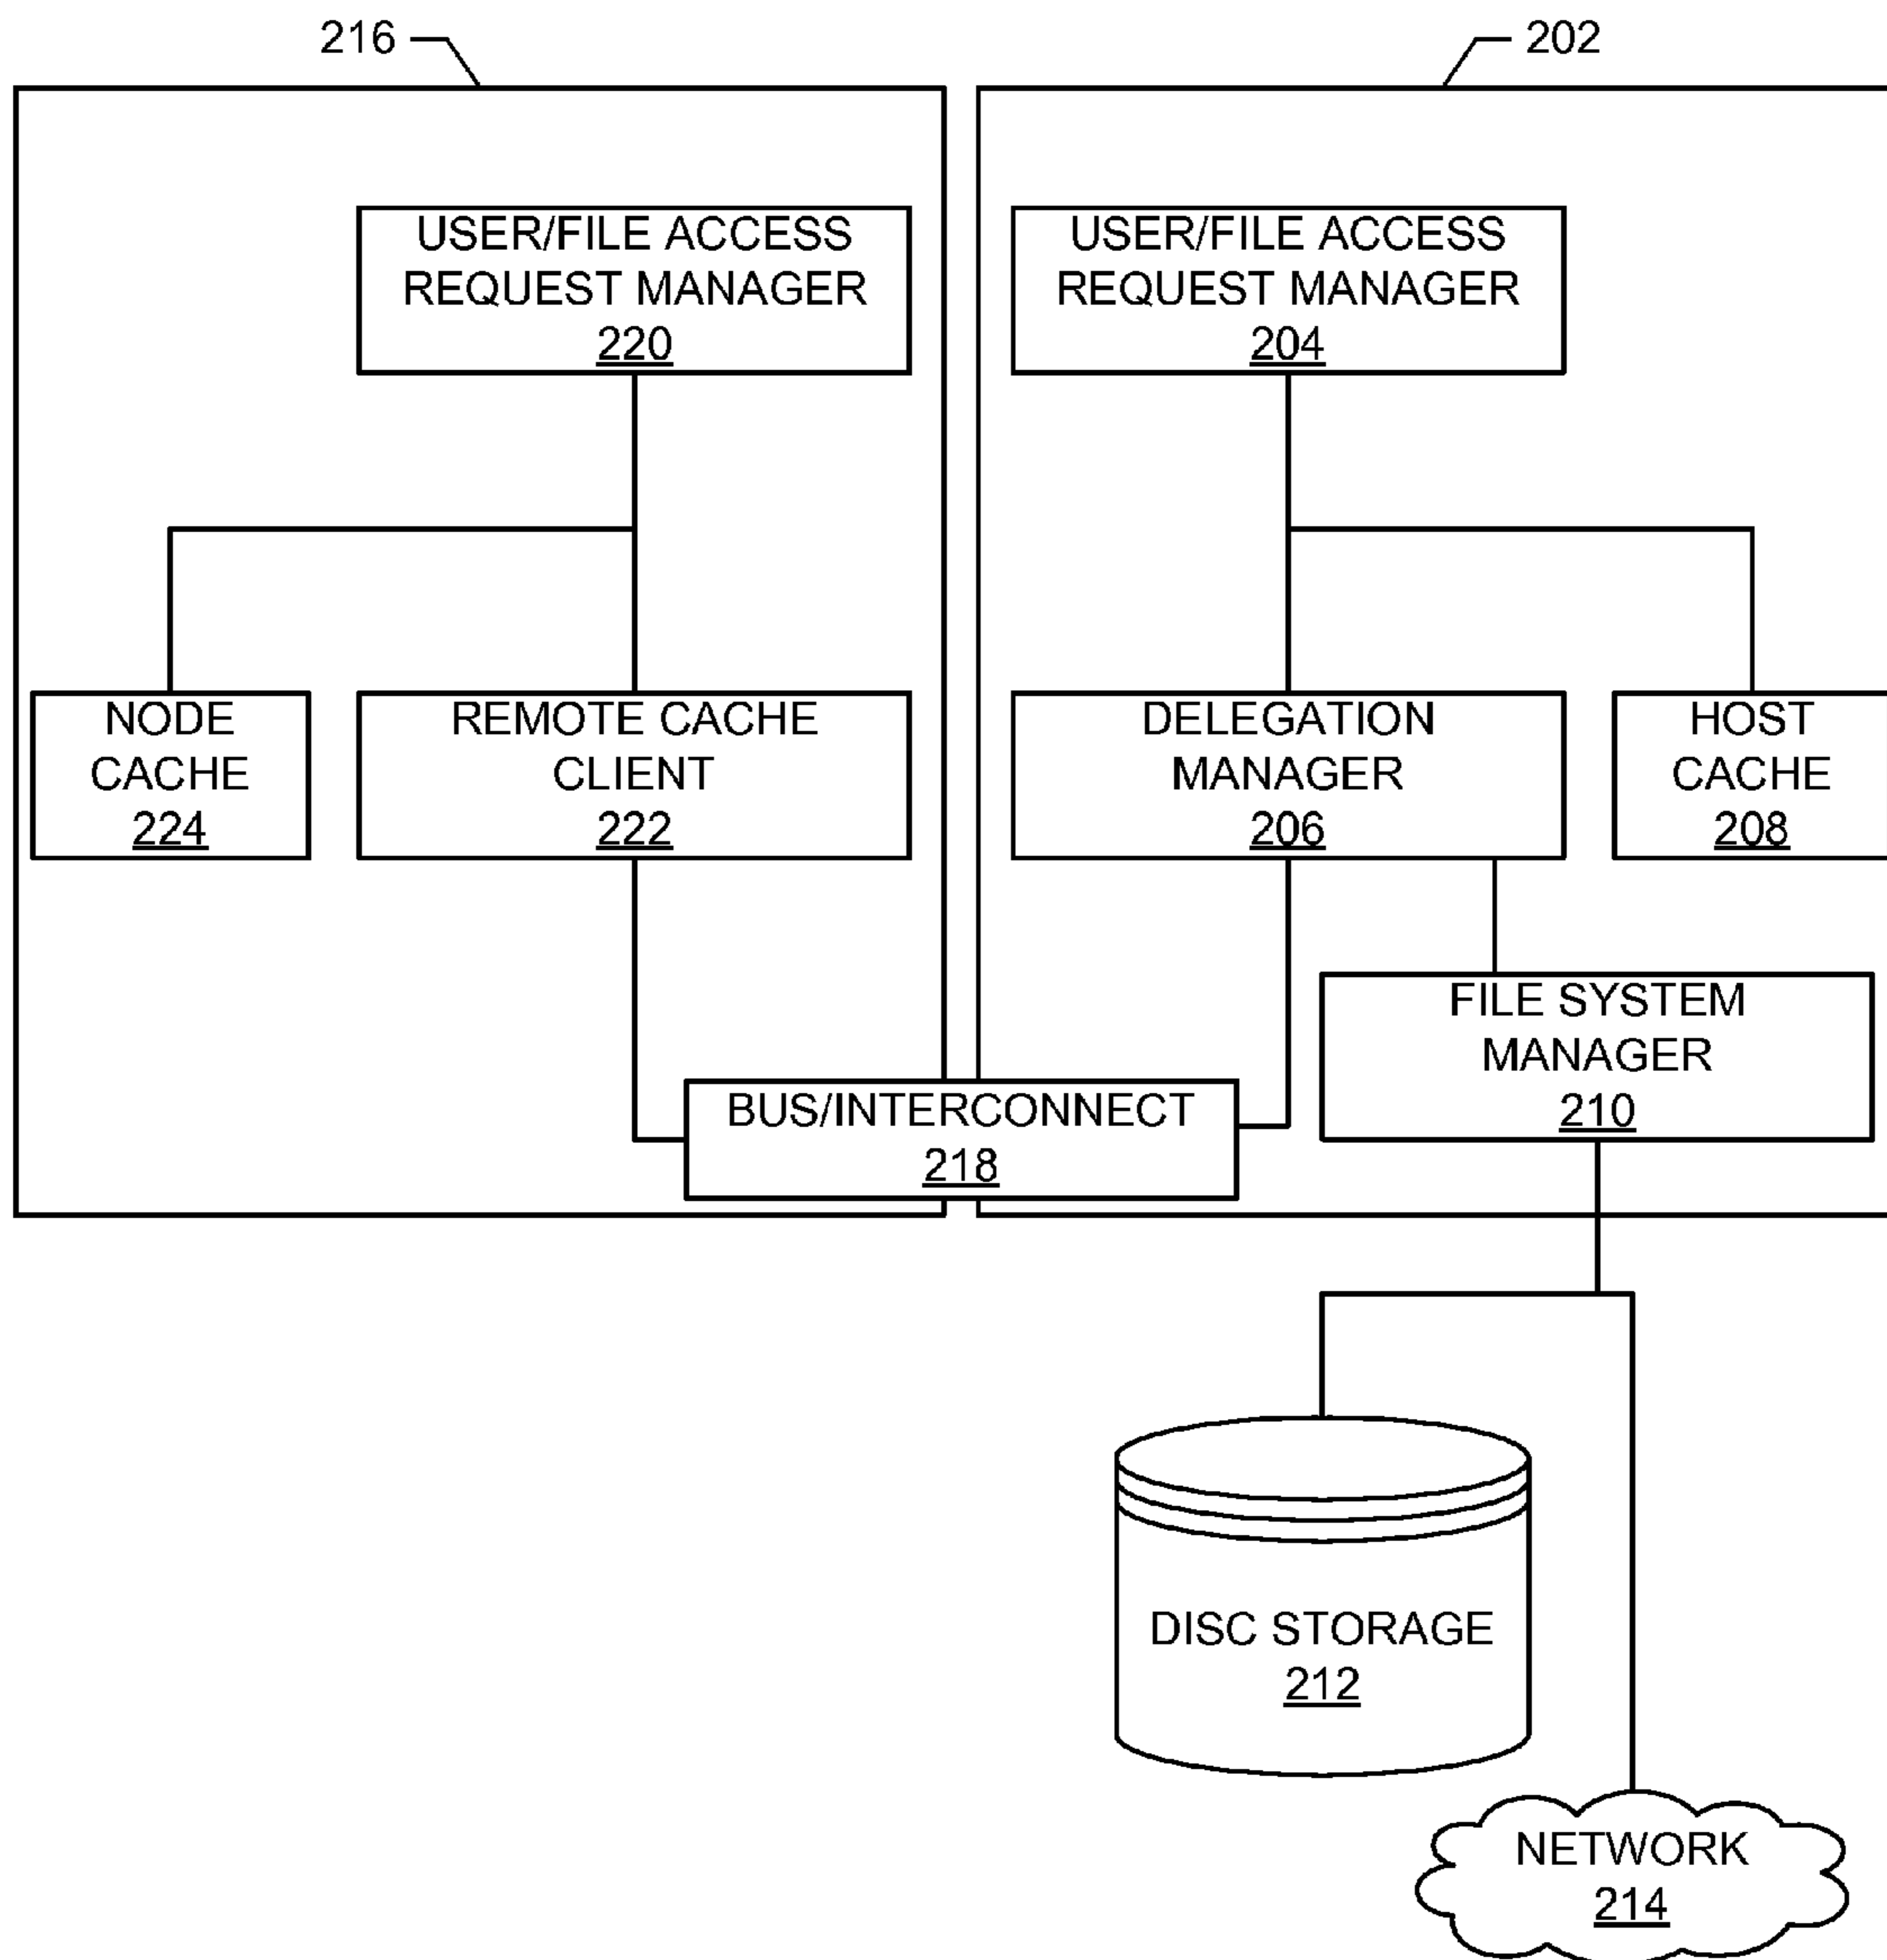 216
202
USER/FILE ACCESS
REQUEST MANAGER
220
USER/FILE ACCESS
REQUEST MANAGER
204
NODE
CACHE
224
REMOTE CACHE
CLIENT
222
DELEGATION
MANAGER
206
HOST
CACHE
208
FILE SYSTEM
MANAGER
210
BUS/INTERCONNECT
218
DISC STORAGE
212
NETWORK
214